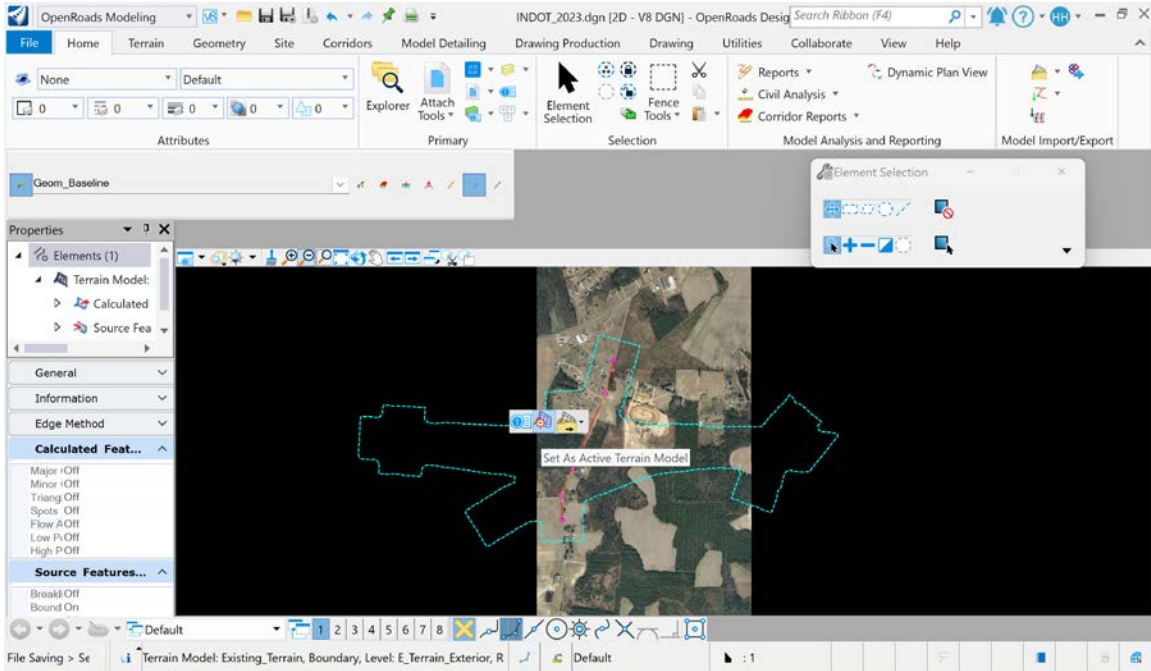 OpenRoads Modeling
INDOT_2023.dgn [2D - V8 DGN] - OpenRoads Desig
Search Ribbon (F4)
HH
File Home Terrain Geometry Site Corridors Model Detailing Drawing Production Drawing Utilities Collaborate View Help
None Default
0 0 0 0 0
Attributes
Explorer
Attach Tools
Primary
Element Selection
Fence Tools
Selection
Reports
Civil Analysis
Corridor Reports
Dynamic Plan View
Model Analysis and Reporting
Model Import/Export
Geom_Baseline
Element Selection
Properties
Elements (1)
Terrain Model:
Calculated
Source Fea
General
Information
Edge Method
Calculated Feat...
Major Off
Minor Off
Triang Off
Spots Off
Flow A Off
Low P Off
High P Off
Source Features...
Breakl Off
Bound On
Set As Active Terrain Model
Default
1 2 3 4 5 6 7 8
File Saving > Se
Terrain Model: Existing_Terrain, Boundary, Level: E_Terrain_Exterior, R
Default
: 1